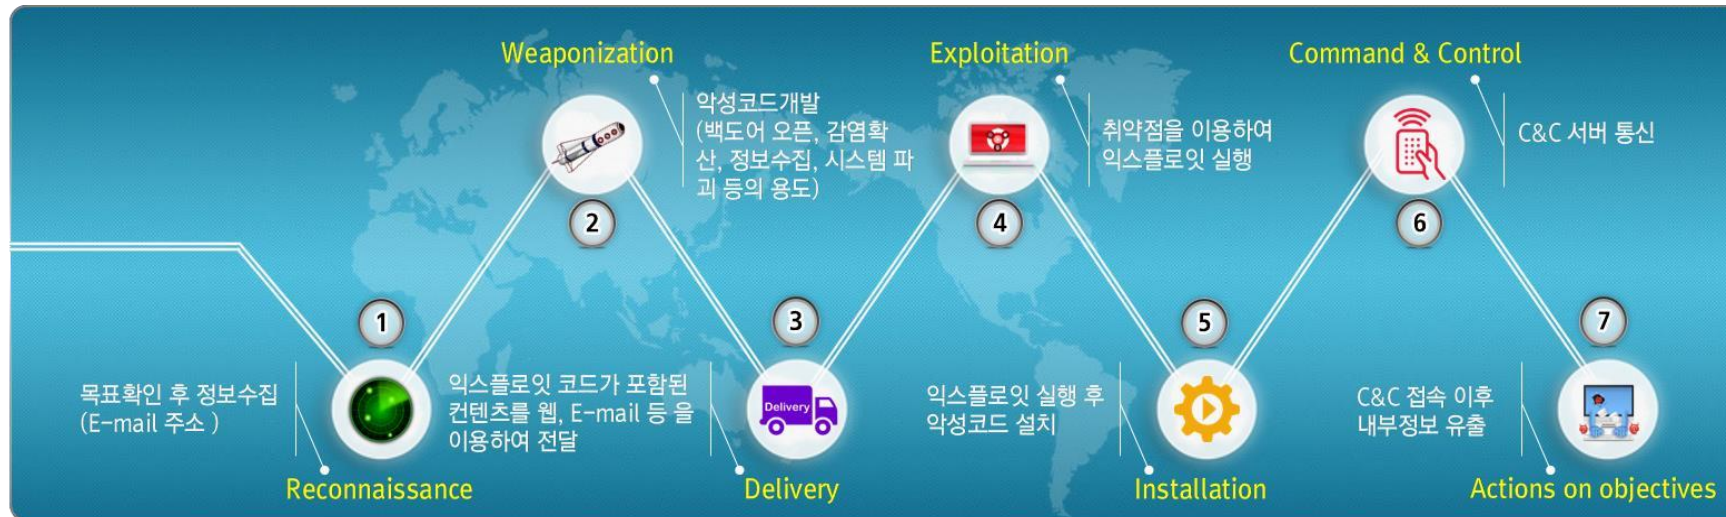 1
목표확인 후 정보수집
(E-mail 주소 )
Reconnaissance
Weaponization
악성코드개발
(백도어 오픈, 감염확
산, 정보수집, 시스템 파
괴 등의 용도)
2
3
익스플로잇 코드가 포함된
컨텐츠를 웹, E-mail 등 을
이용하여 전달
Delivery
Delivery
Exploitation
취약점을 이용하여
익스플로잇 실행
4
5
익스플로잇 실행 후
악성코드 설치
Installation
Command & Control
C&C 서버 통신
6
7
C&C 접속 이후
내부정보 유출
Actions on objectives